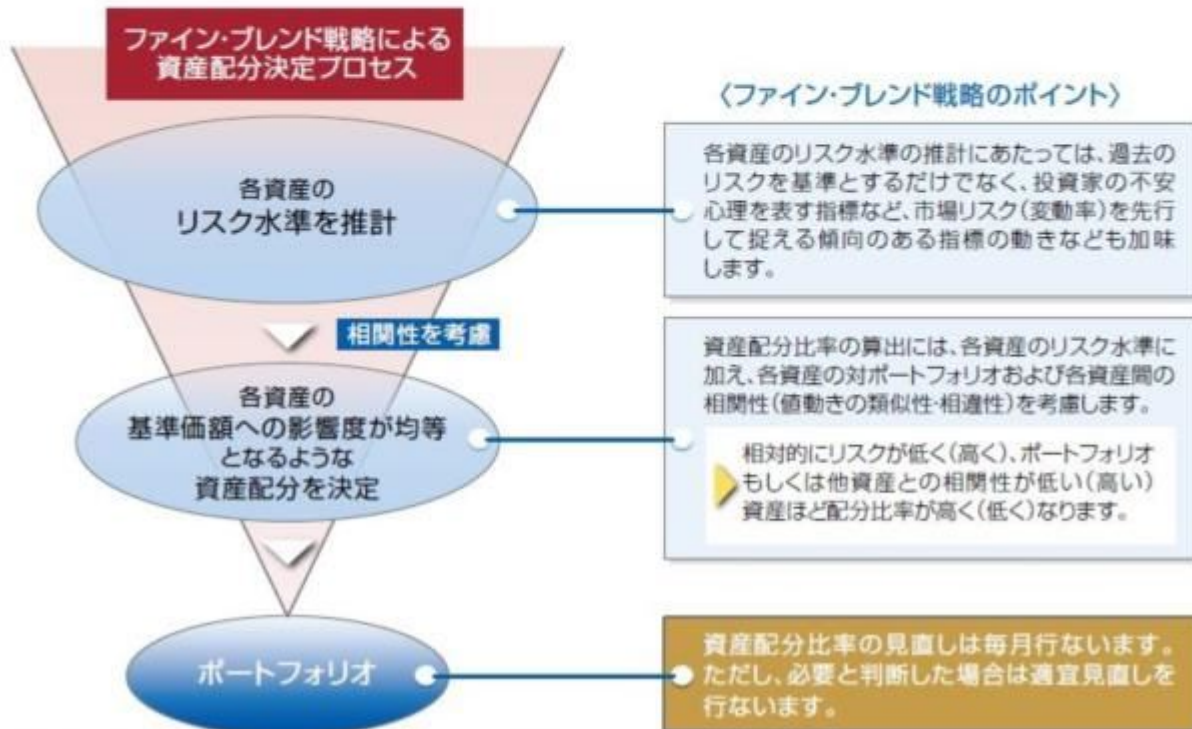 ファイン・ブレンド戦略による
資産配分決定プロセス
〈ファイン・ブレンド戦略のポイント〉
各資産の
リスク水準を推計
各資産のリスク水準の推計にあたっては、過去の
リスクを基準とするだけでなく、投資家の不安
心理を表す指標など、市場リスク(変動率)を先行
して捉える傾向のある指標の動きなども加味
します。
相関性を考慮
各資産の
基準価額への影響度が均等
となるような
資産配分を決定
資産配分比率の算出には、各資産のリスク水準に
加え、各資産の対ポートフォリオおよび各資産間の
相関性(値動きの類似性・相違性)を考慮します。
相対的にリスクが低く(高く)、ポートフォリオ
もしくは他資産との相関性が低い(高い)
資産ほど配分比率が高く(低く)なります。
ポートフォリオ
資産配分比率の見直しは毎月行ないます。
ただし、必要と判断した場合は適宜見直しを
行ないます。